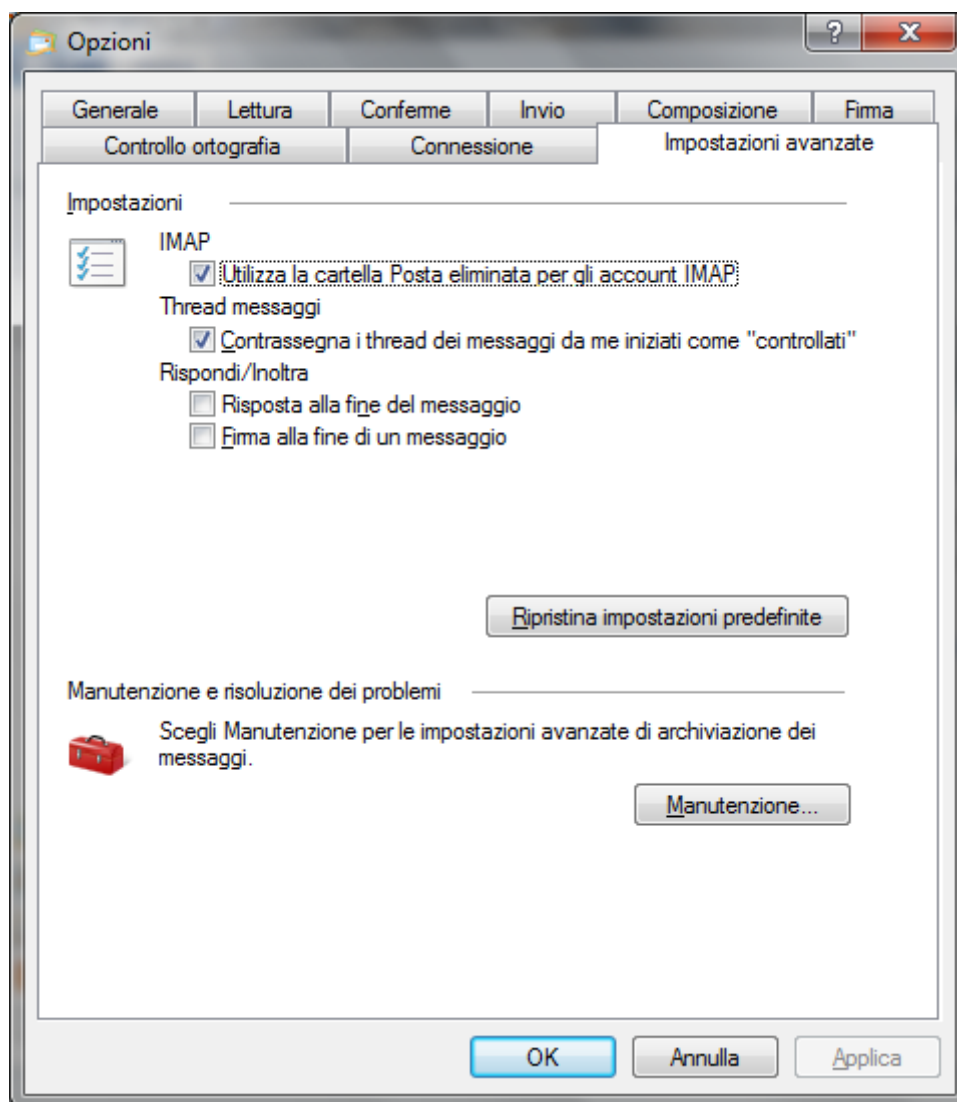 Opzioni
?
X
Generale Lettura Conferme Invio Composizione Firma
Controllo ortografia Connessione Impostazioni avanzate
Impostazioni
IMAP
Utilizza la cartella Posta eliminata per gli account IMAP
Thread messaggi
Contrassegna i thread dei messaggi da me iniziati come "controllati"
Rispondi/Inoltra
Risposta alla fine del messaggio
Firma alla fine di un messaggio
Ripristina impostazioni predefinite
Manutenzione e risoluzione dei problemi
Scegli Manutenzione per le impostazioni avanzate di archiviazione dei
messaggi.
Manutenzione...
OK Annulla Applica